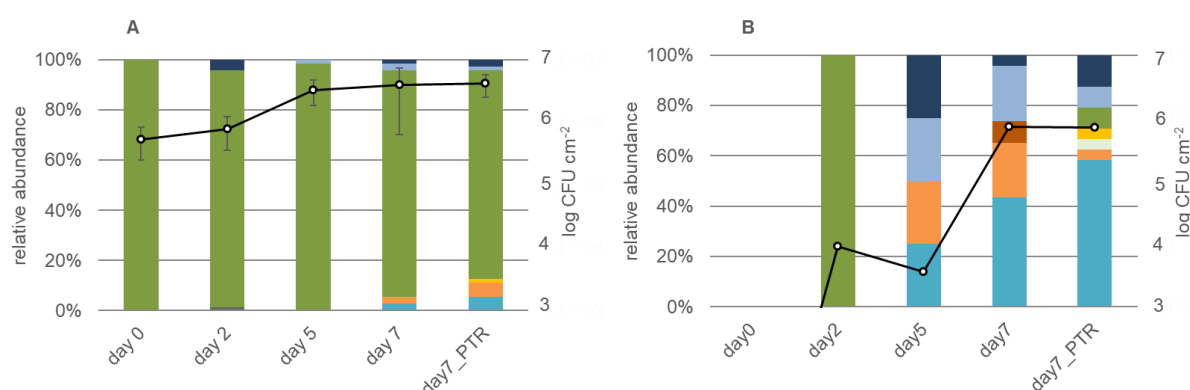 A
100%
80%
60%
40%
20%
0%
relative abundance
7
6
5
4
3
log CFU cm-2
day 0
day 2
day 5
day 7
day7_PTR
B
100%
80%
60%
40%
20%
0%
relative abundance
7
6
5
4
3
log CFU cm-2
day0
day2
day5
day7
day7_PTR